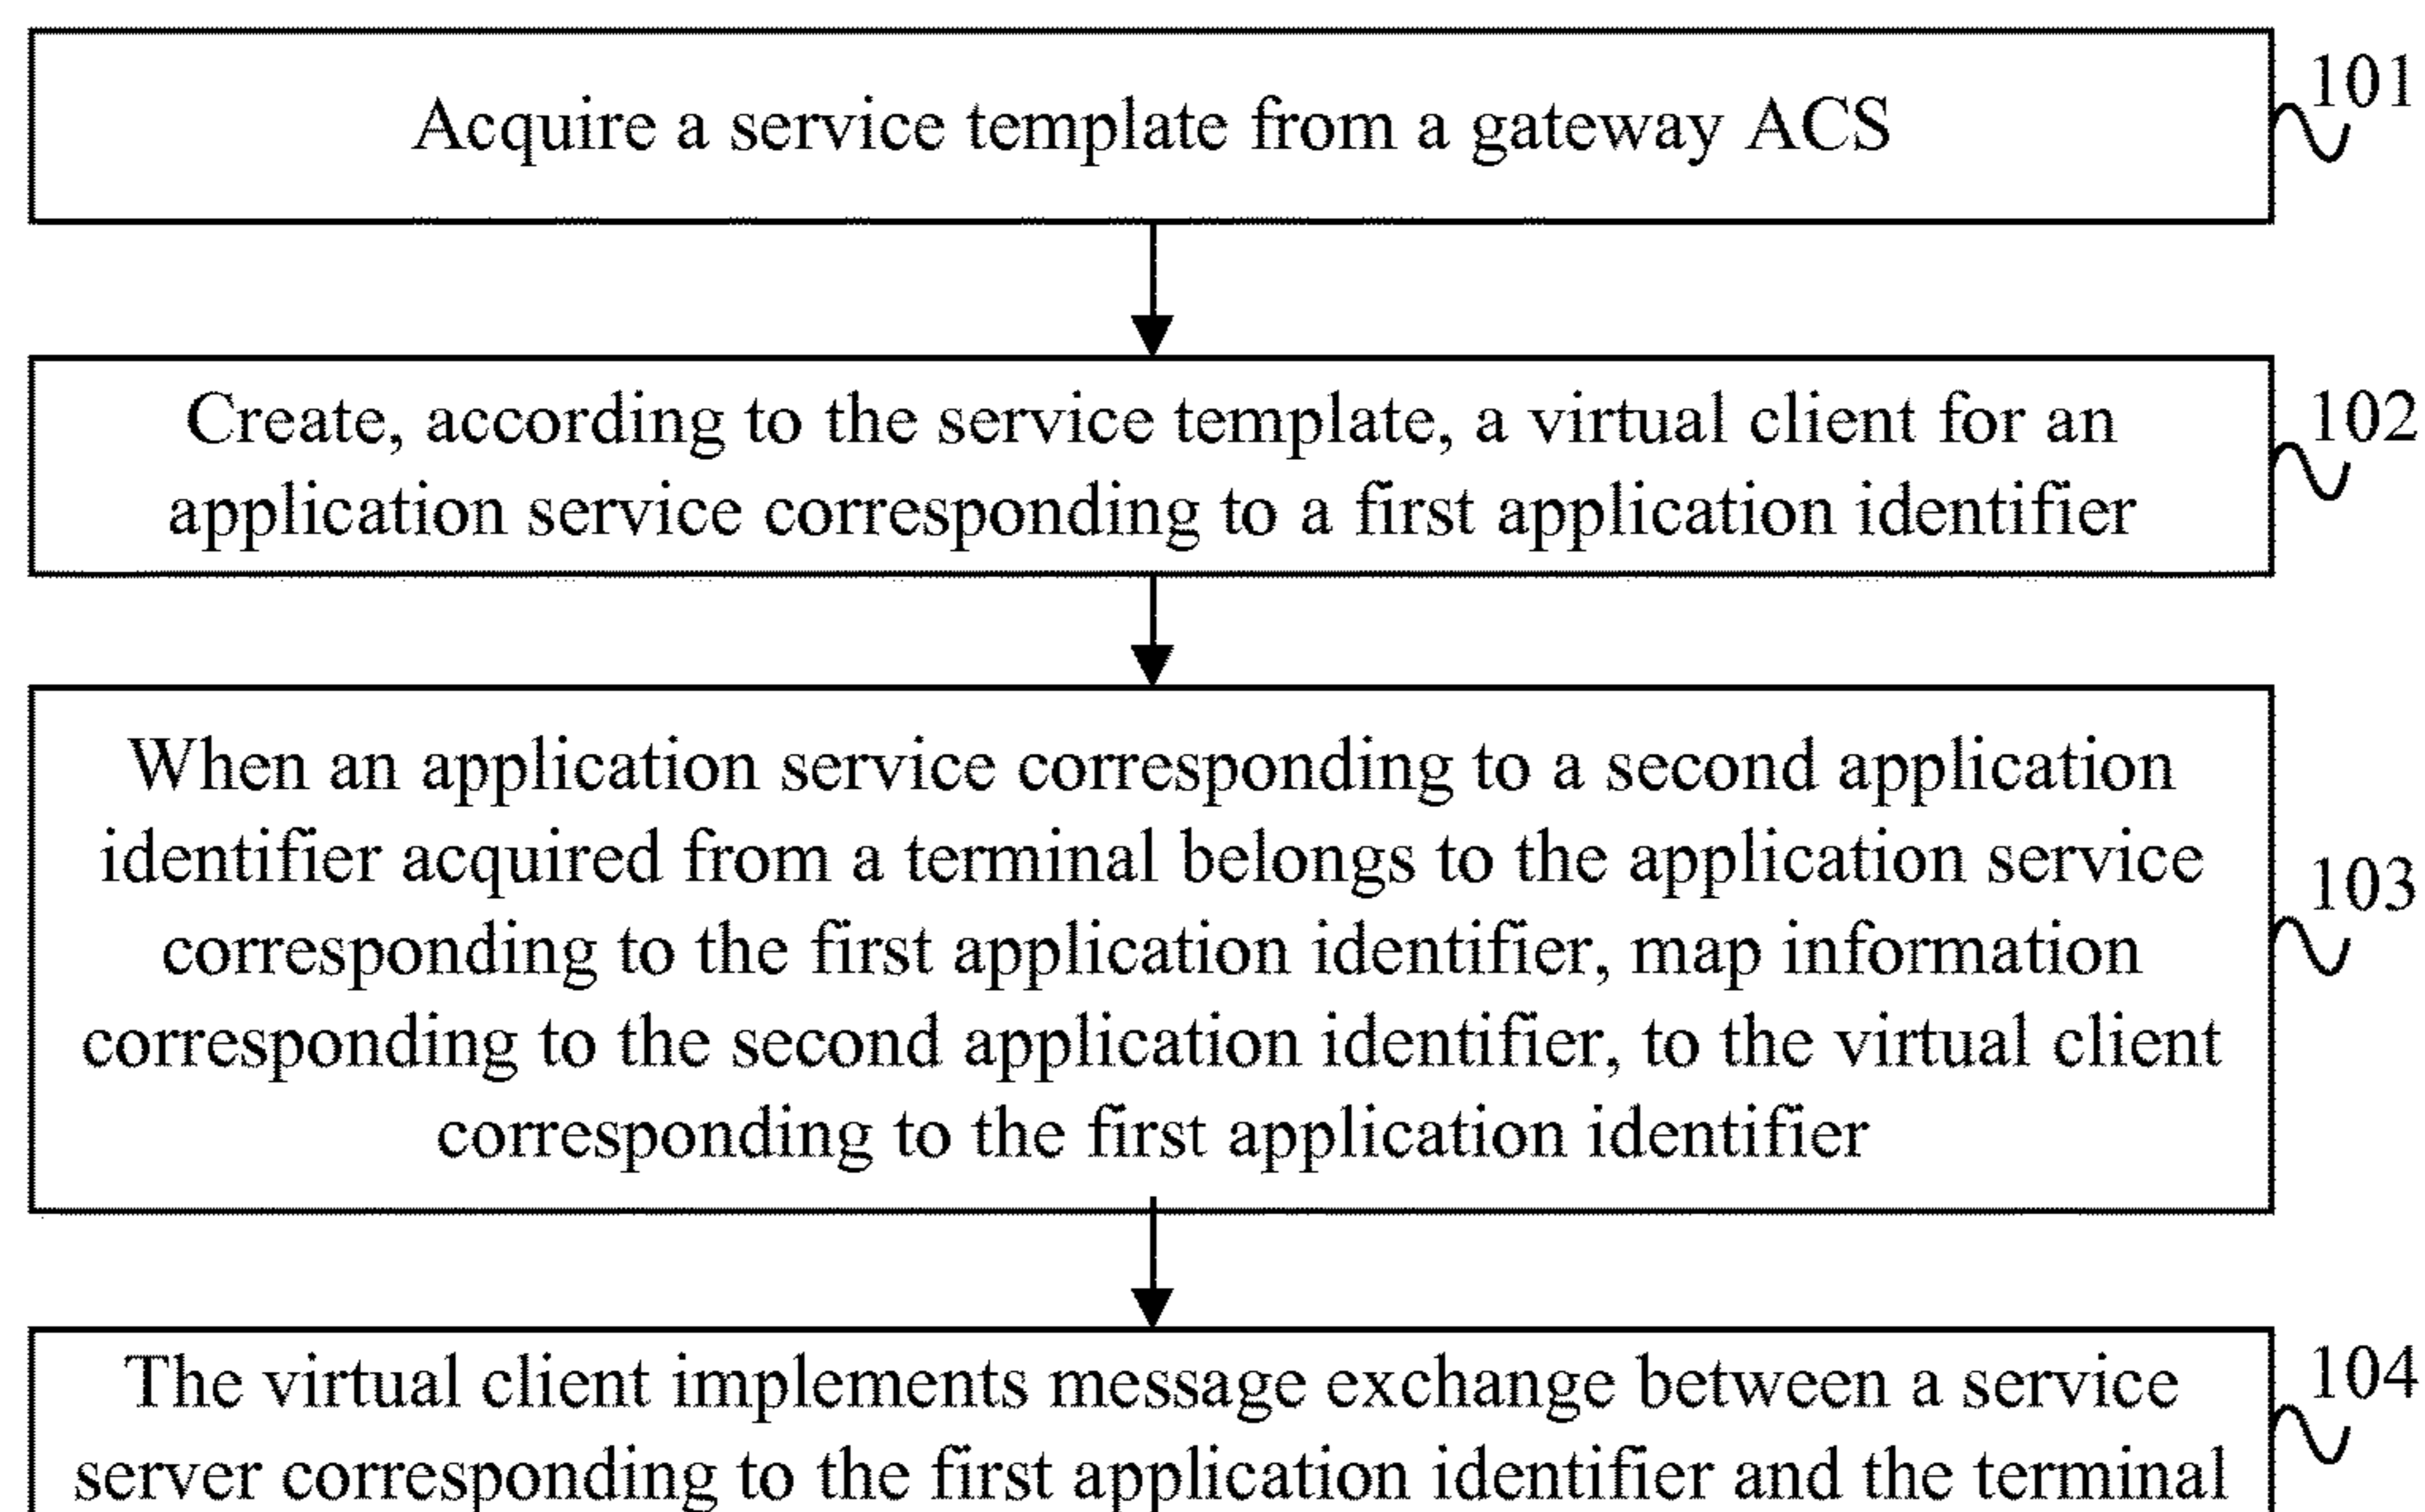 Acquire a service template from a gateway ACS
101
Create, according to the service template, a virtual client for an
application service corresponding to a first application identifier
102
When an application service corresponding to a second application
identifier acquired from a terminal belongs to the application service
corresponding to the first application identifier, map information
corresponding to the second application identifier, to the virtual client
corresponding to the first application identifier
103
The virtual client implements message exchange between a service
server corresponding to the first application identifier and the terminal
104